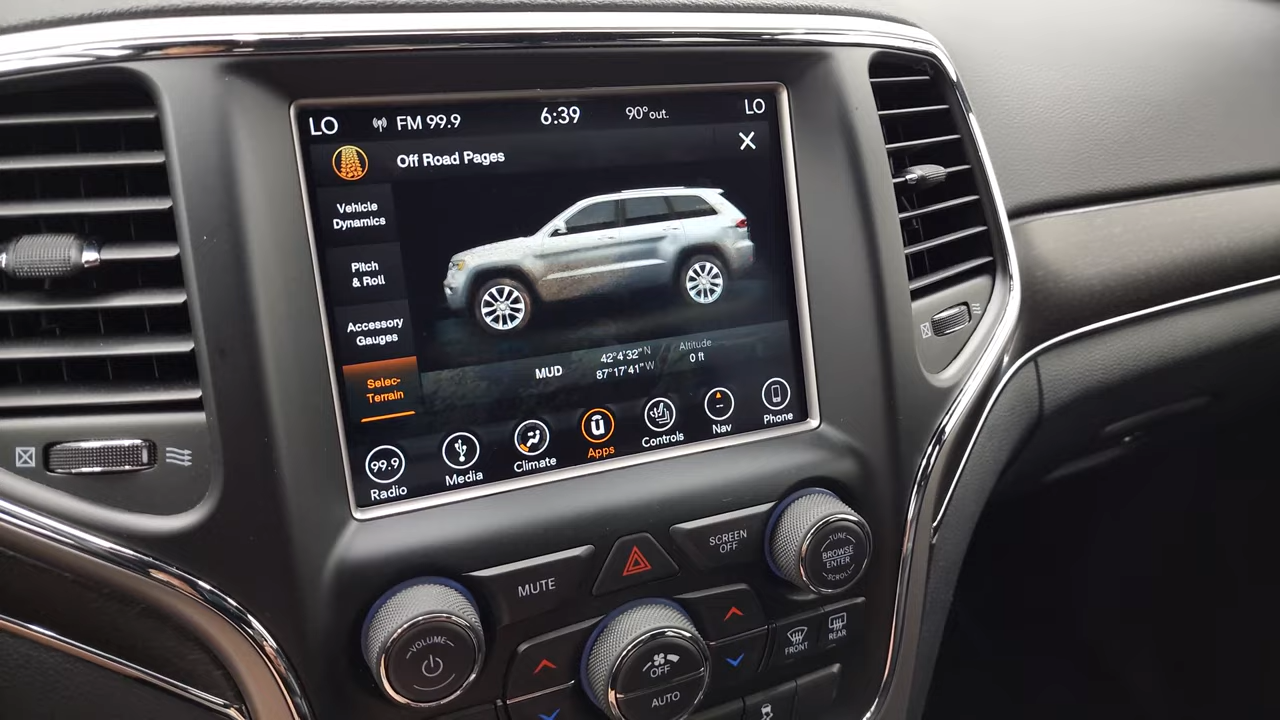 LO
FM 99.9
6:39
90°out.
LO
Off Road Pages
Vehicle
Dynamics
Pitch
& Roll
Accessory
Gauges
Selec-
Terrain
MUD
42°4'32"N
87°17'41"W
Altitude
0 ft
99.9
Radio
Media
Climate
Apps
Controls
Nav
Phone
MUTE
SCREEN
OFF
TUNE
BROWSE
ENTER
SCROLL
VOLUME
OFF
AUTO
FRONT
REAR